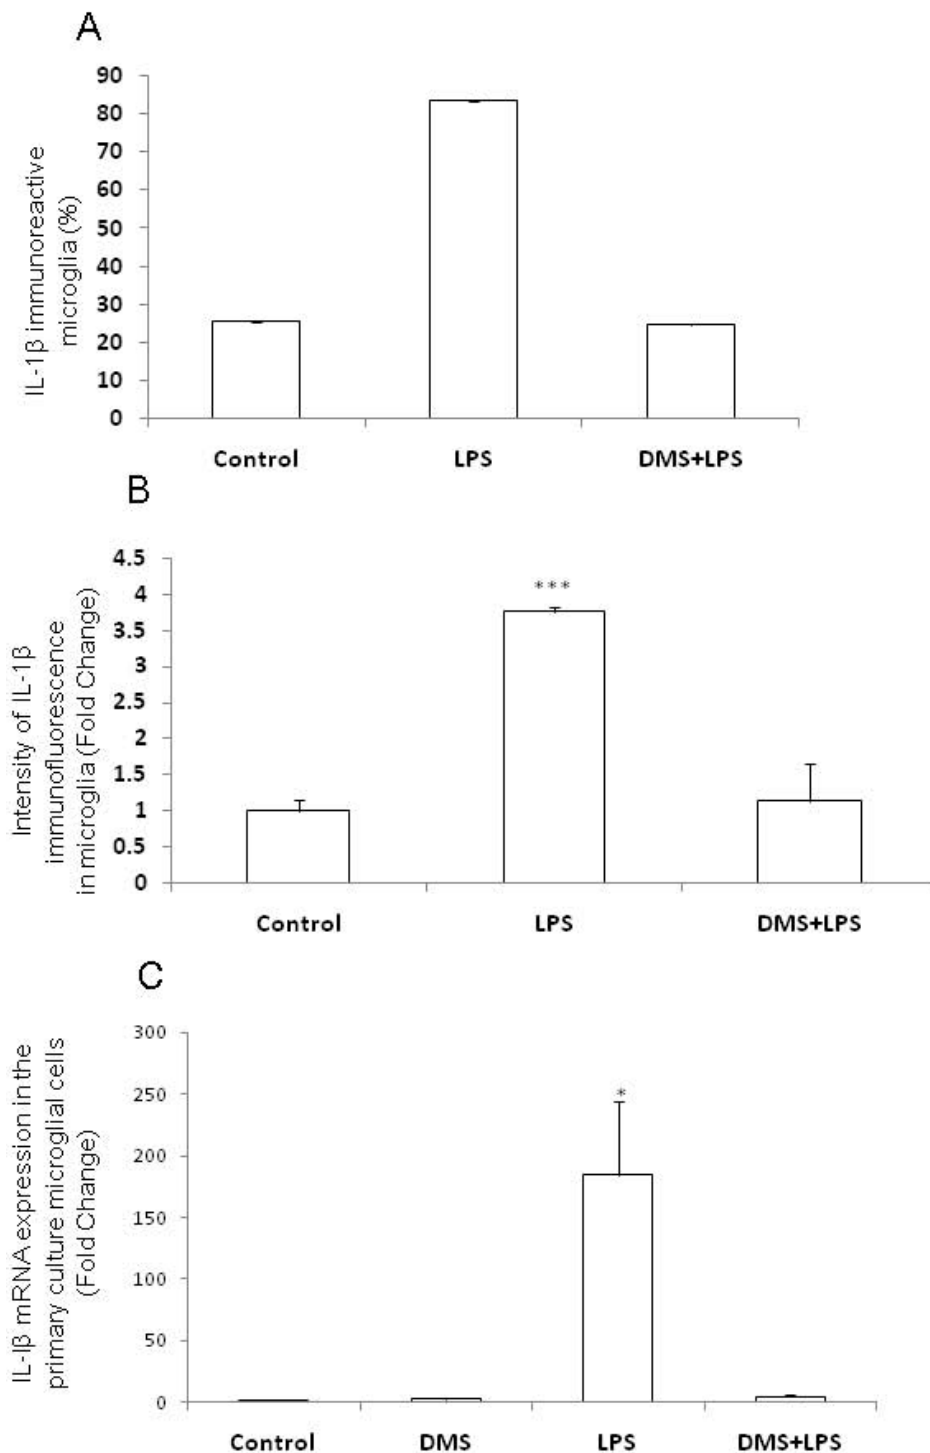 A
IL-1β immunoreactive
microglia (%)
90
80
70
60
50
40
30
20
10
0
Control LPS DMS+LPS
B
Intensity of IL-1β
immunofluorescence
in microglia (Fold Change)
4.5
4
3.5
3
2.5
2
1.5
1
0.5
0
***
Control LPS DMS+LPS
C
IL-Iβ mRNA expression in the
primary culture microglial cells
(Fold Change)
300
250
200
150
100
50
0
*
Control DMS LPS DMS+LPS